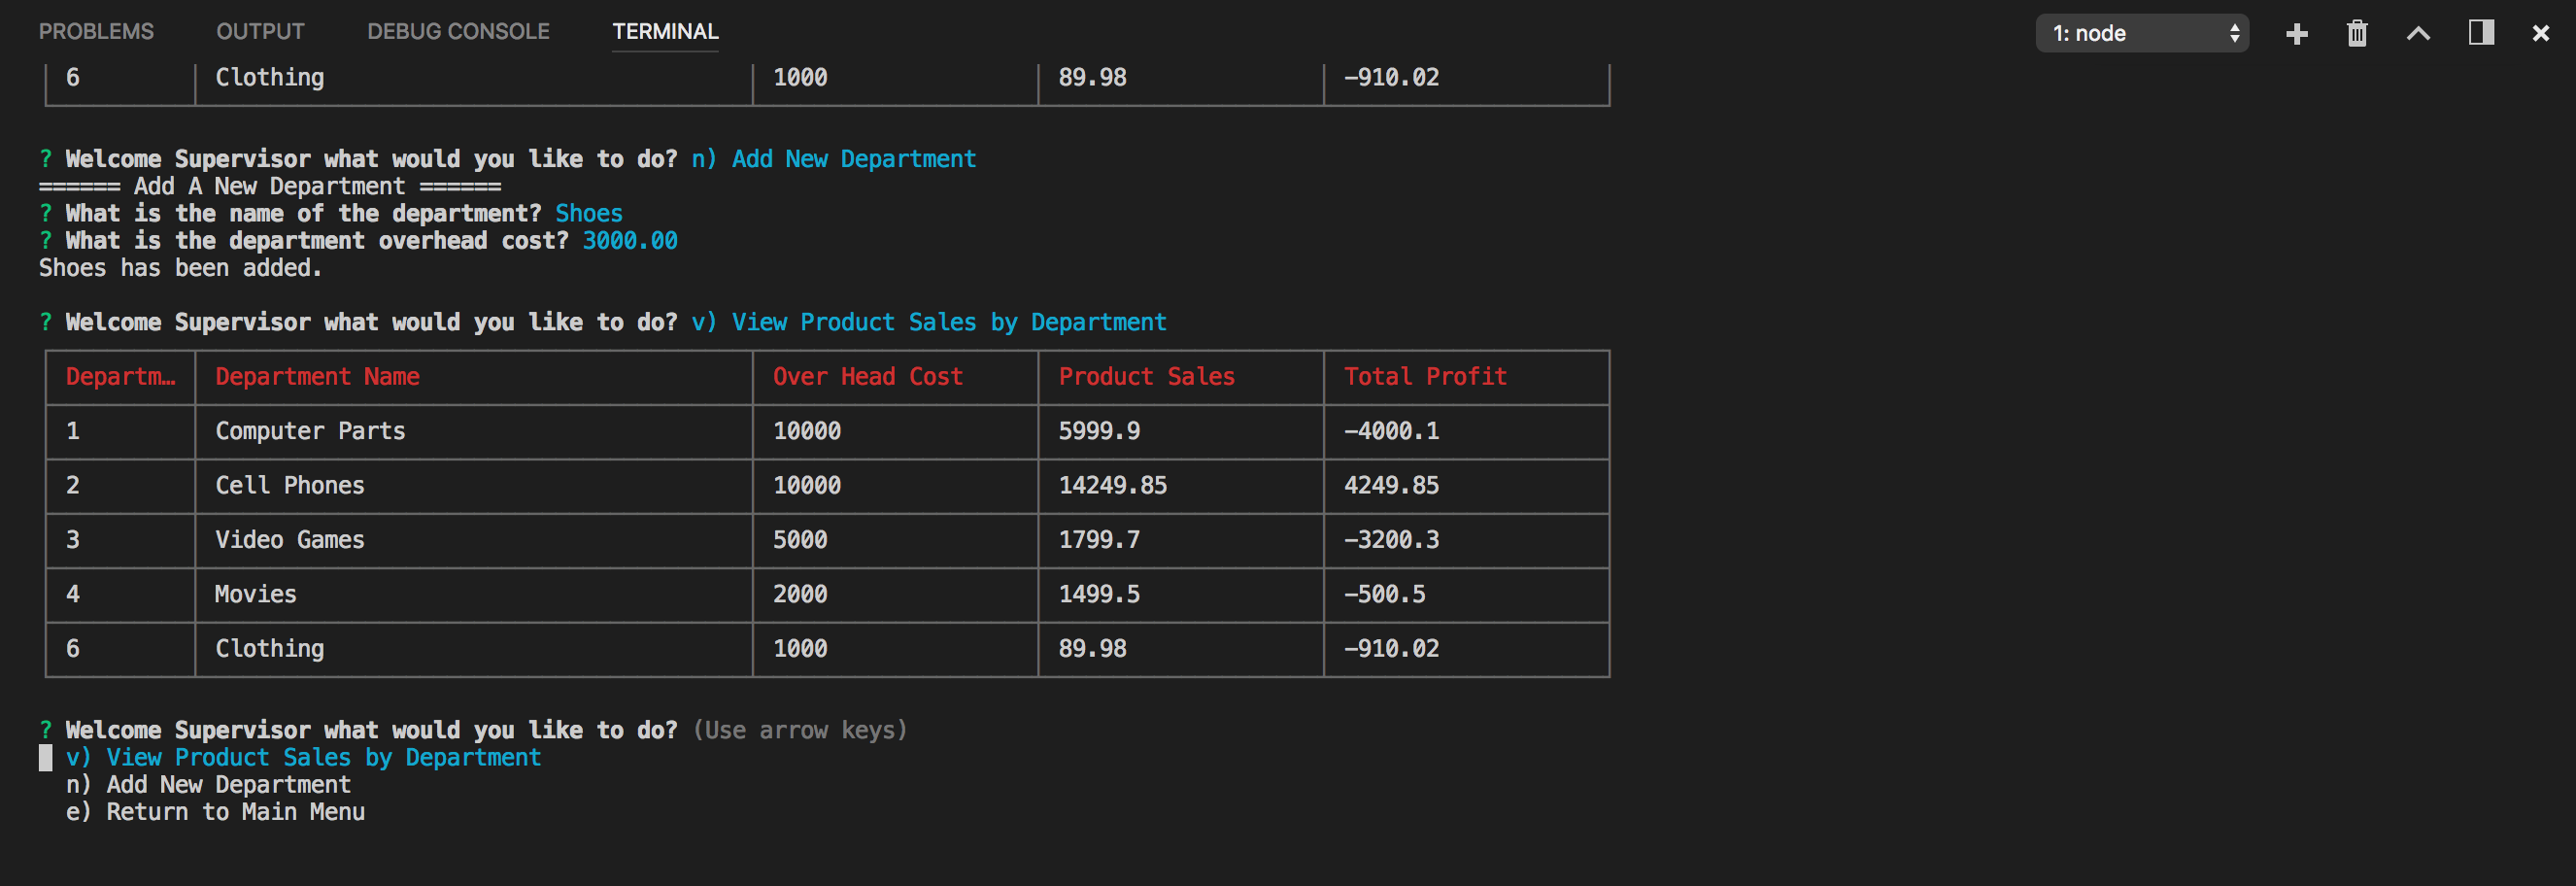 PROBLEMS OUTPUT DEBUG CONSOLE TERMINAL 1: node
6 Clothing 1000 89.98 -910.02
? Welcome Supervisor what would you like to do? n) Add New Department
====== Add A New Department ======
? What is the name of the department? Shoes
? What is the department overhead cost? 3000.00
Shoes has been added.
? Welcome Supervisor what would you like to do? v) View Product Sales by Department
Departm… Department Name Over Head Cost Product Sales Total Profit
1 Computer Parts 10000 5999.9 -4000.1
2 Cell Phones 10000 14249.85 4249.85
3 Video Games 5000 1799.7 -3200.3
4 Movies 2000 1499.5 -500.5
6 Clothing 1000 89.98 -910.02
? Welcome Supervisor what would you like to do? (Use arrow keys)
v) View Product Sales by Department
n) Add New Department
e) Return to Main Menu